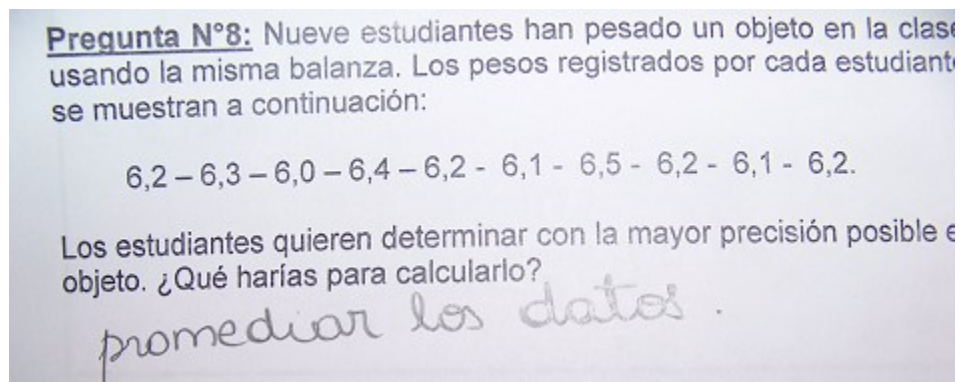 Pregunta N°8: Nueve estudiantes han pesado un objeto en la clase
usando la misma balanza. Los pesos registrados por cada estudiante
se muestran a continuación:
6,2 – 6,3 – 6,0 – 6,4 – 6,2 - 6,1 - 6,5 - 6,2 - 6,1 - 6,2.
Los estudiantes quieren determinar con la mayor precisión posible e
objeto. ¿Qué harías para calcularlo?
promediar los datos.